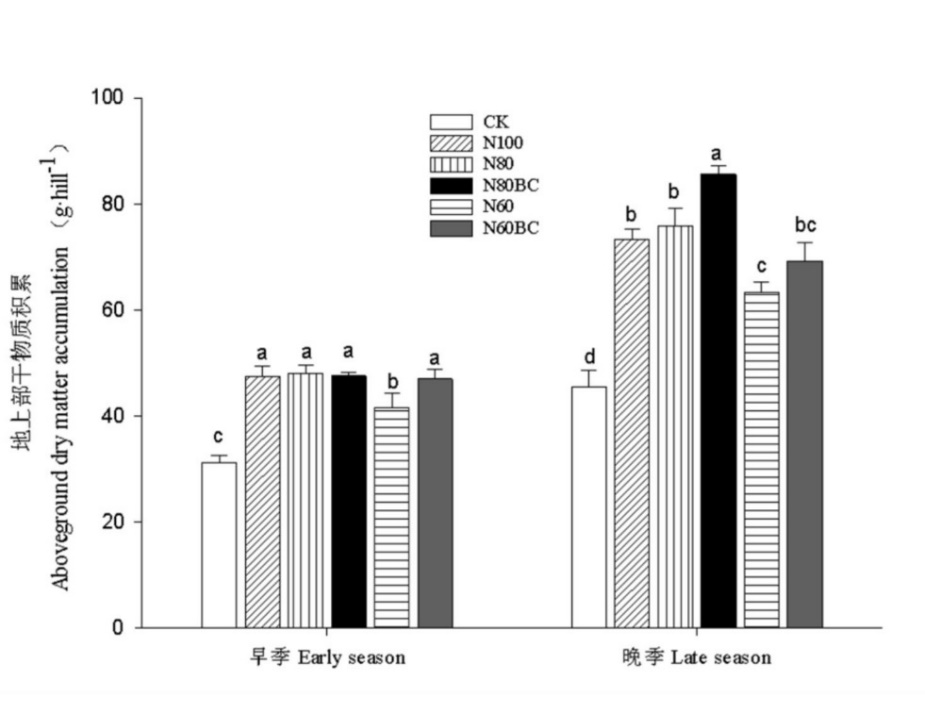 地上部干物质积累
Aboveground dry matter accumulation (g·hill⁻¹)
100
80
60
40
20
0
CK
N100
N80
N80BC
N60
N60BC
c
a
a
a
b
a
d
b
b
a
c
bc
早季 Early season
晚季 Late season